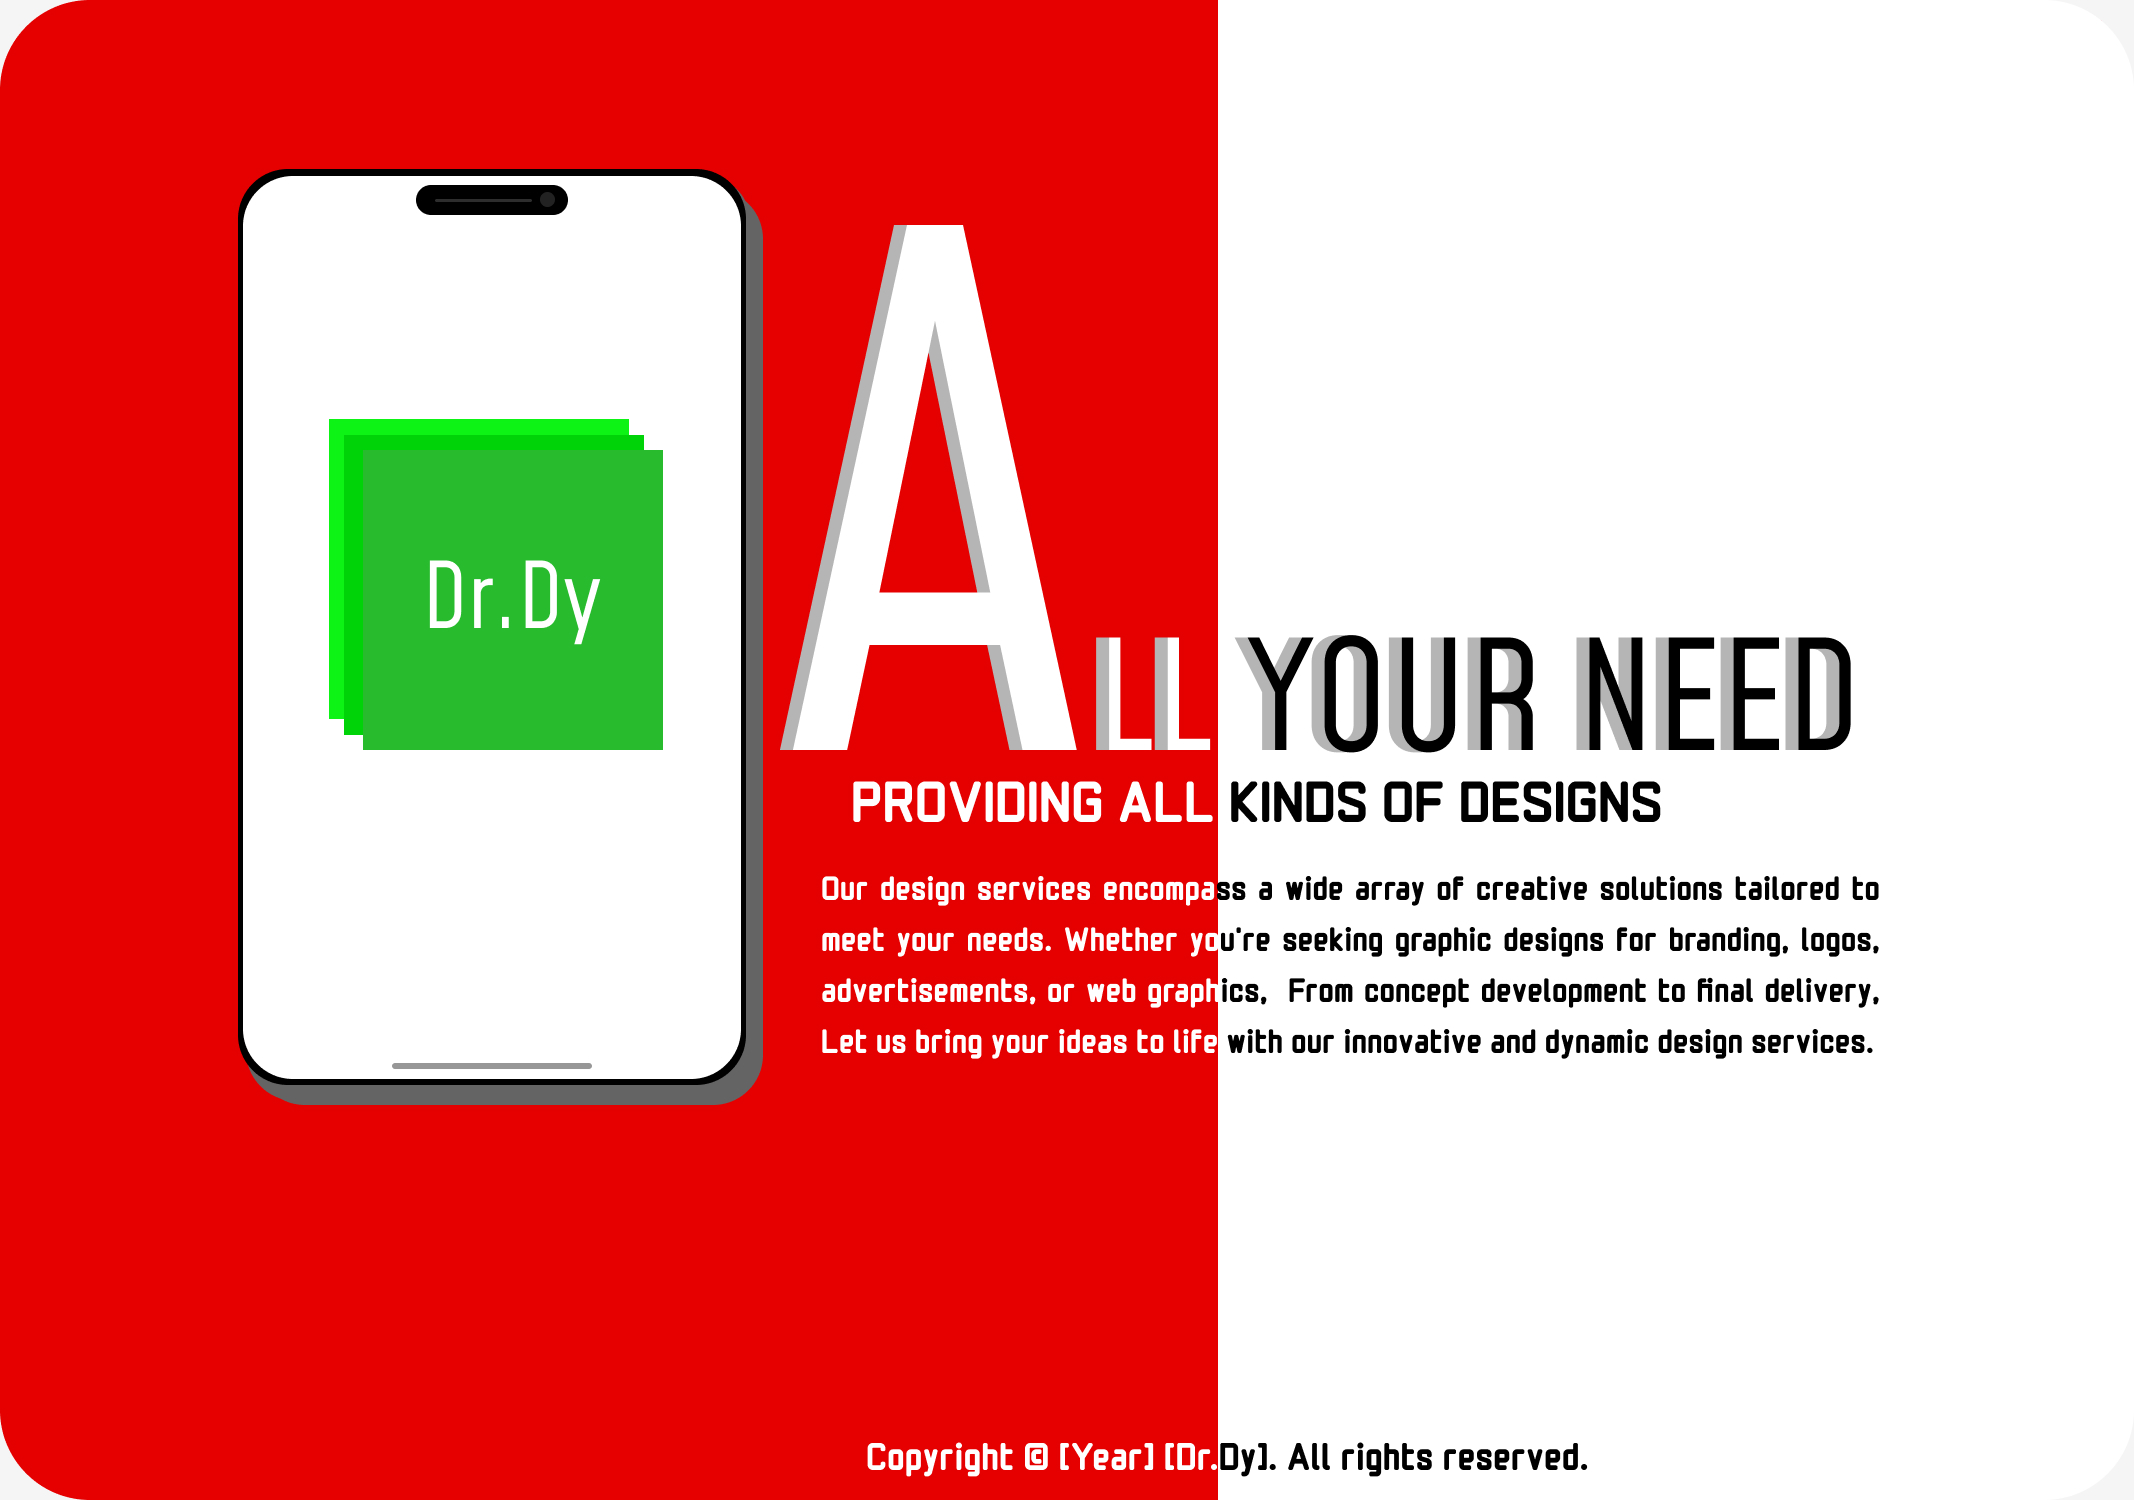 Dr.Dy
ALL YOUR NEED
PROVIDING ALL KINDS OF DESIGNS
Our design services encompass a wide array of creative solutions tailored to
meet your needs. Whether you're seeking graphic designs for branding, logos,
advertisements, or web graphics, From concept development to final delivery,
Let us bring your ideas to life with our innovative and dynamic design services.
Copyright © [Year] [Dr.Dy]. All rights reserved.